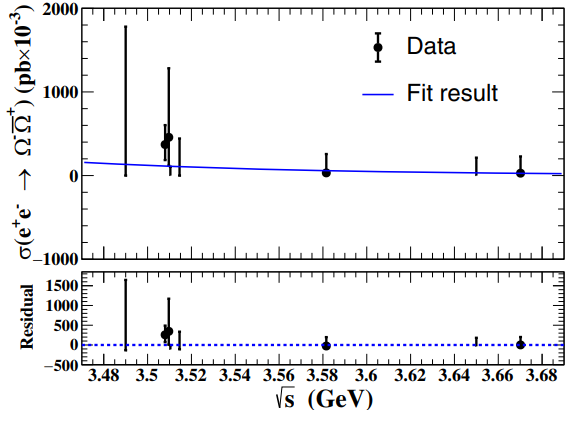 2000
1000
0
−1000
σ(e⁺e⁻ → Ω⁻Ω̅⁺) (pb×10⁻³)
Data
Fit result
1500
1000
500
0
−500
Residual
3.48 3.5 3.52 3.54 3.56 3.58 3.6 3.62 3.64 3.66 3.68
√s (GeV)